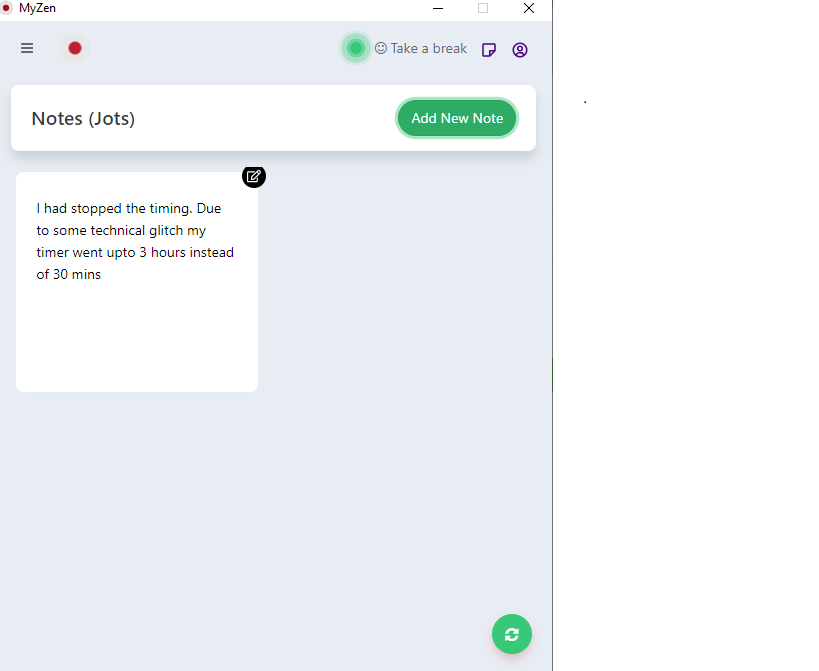 MyZen
Take a break
Notes (Jots)
Add New Note
I had stopped the timing. Due
to some technical glitch my
timer went upto 3 hours instead
of 30 mins
.